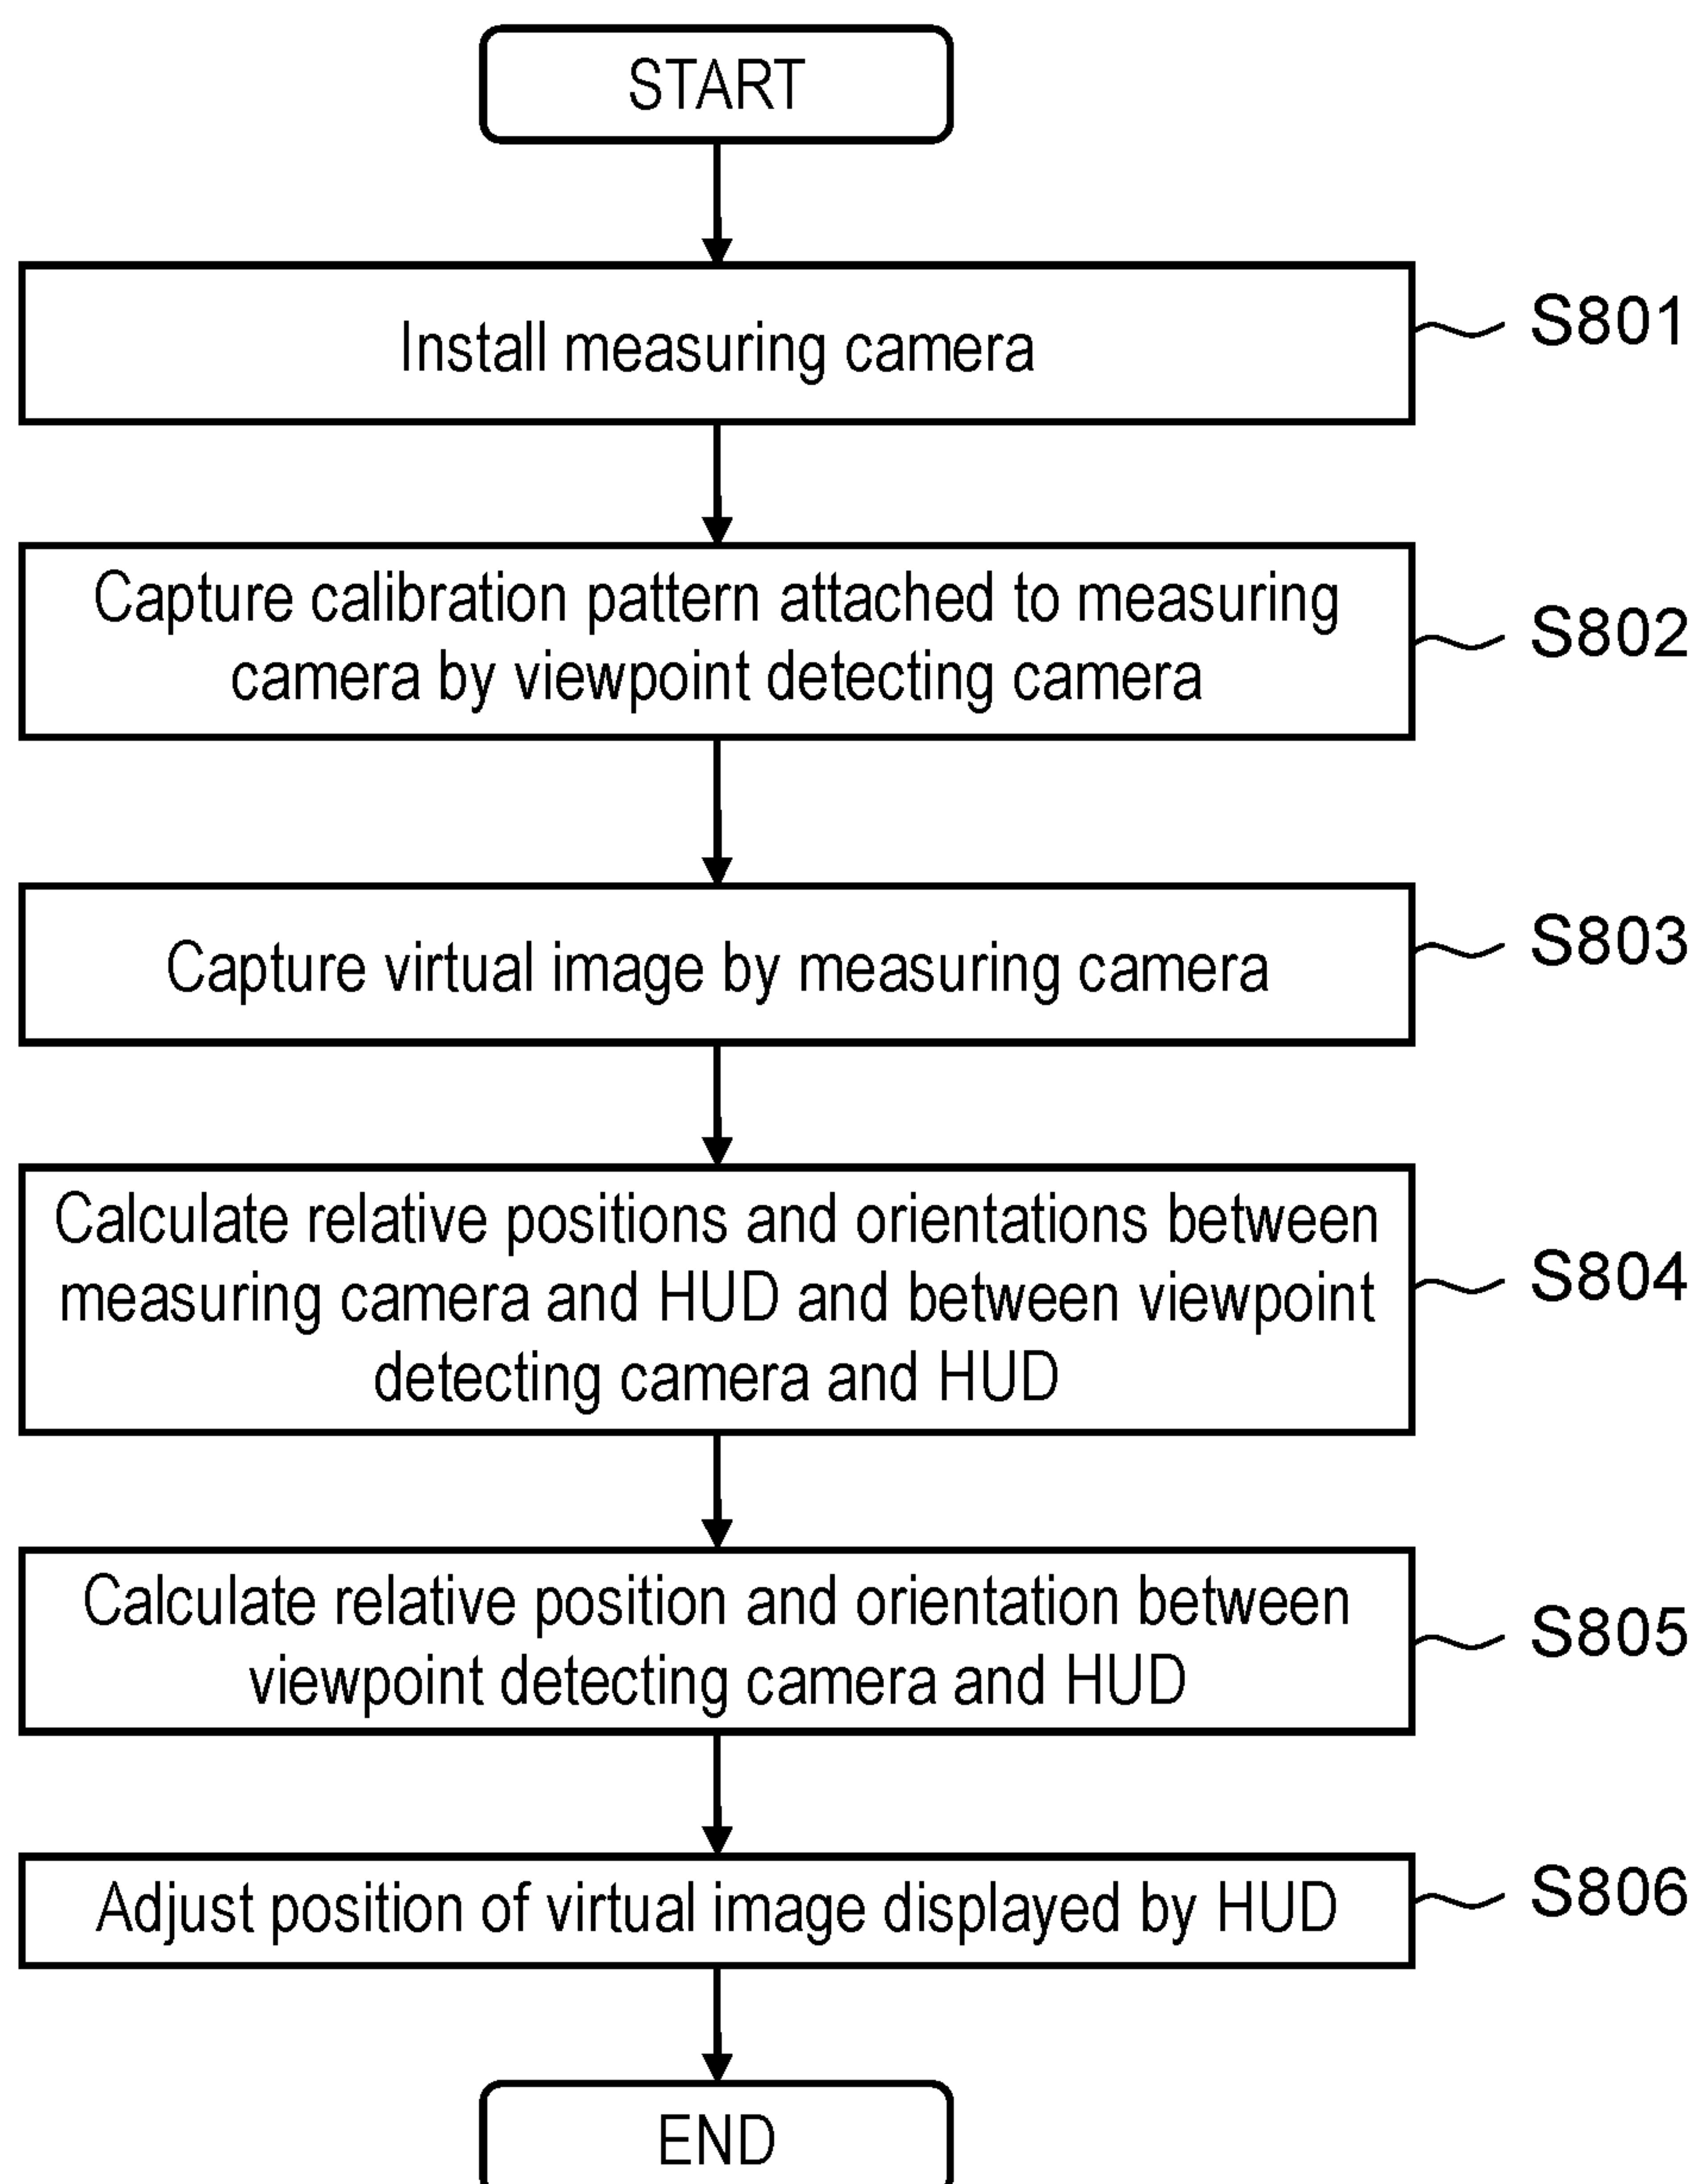 START
Install measuring camera
S801
Capture calibration pattern attached to measuring
camera by viewpoint detecting camera
S802
Capture virtual image by measuring camera
S803
Calculate relative positions and orientations between
measuring camera and HUD and between viewpoint
detecting camera and HUD
S804
Calculate relative position and orientation between
viewpoint detecting camera and HUD
S805
Adjust position of virtual image displayed by HUD
S806
END